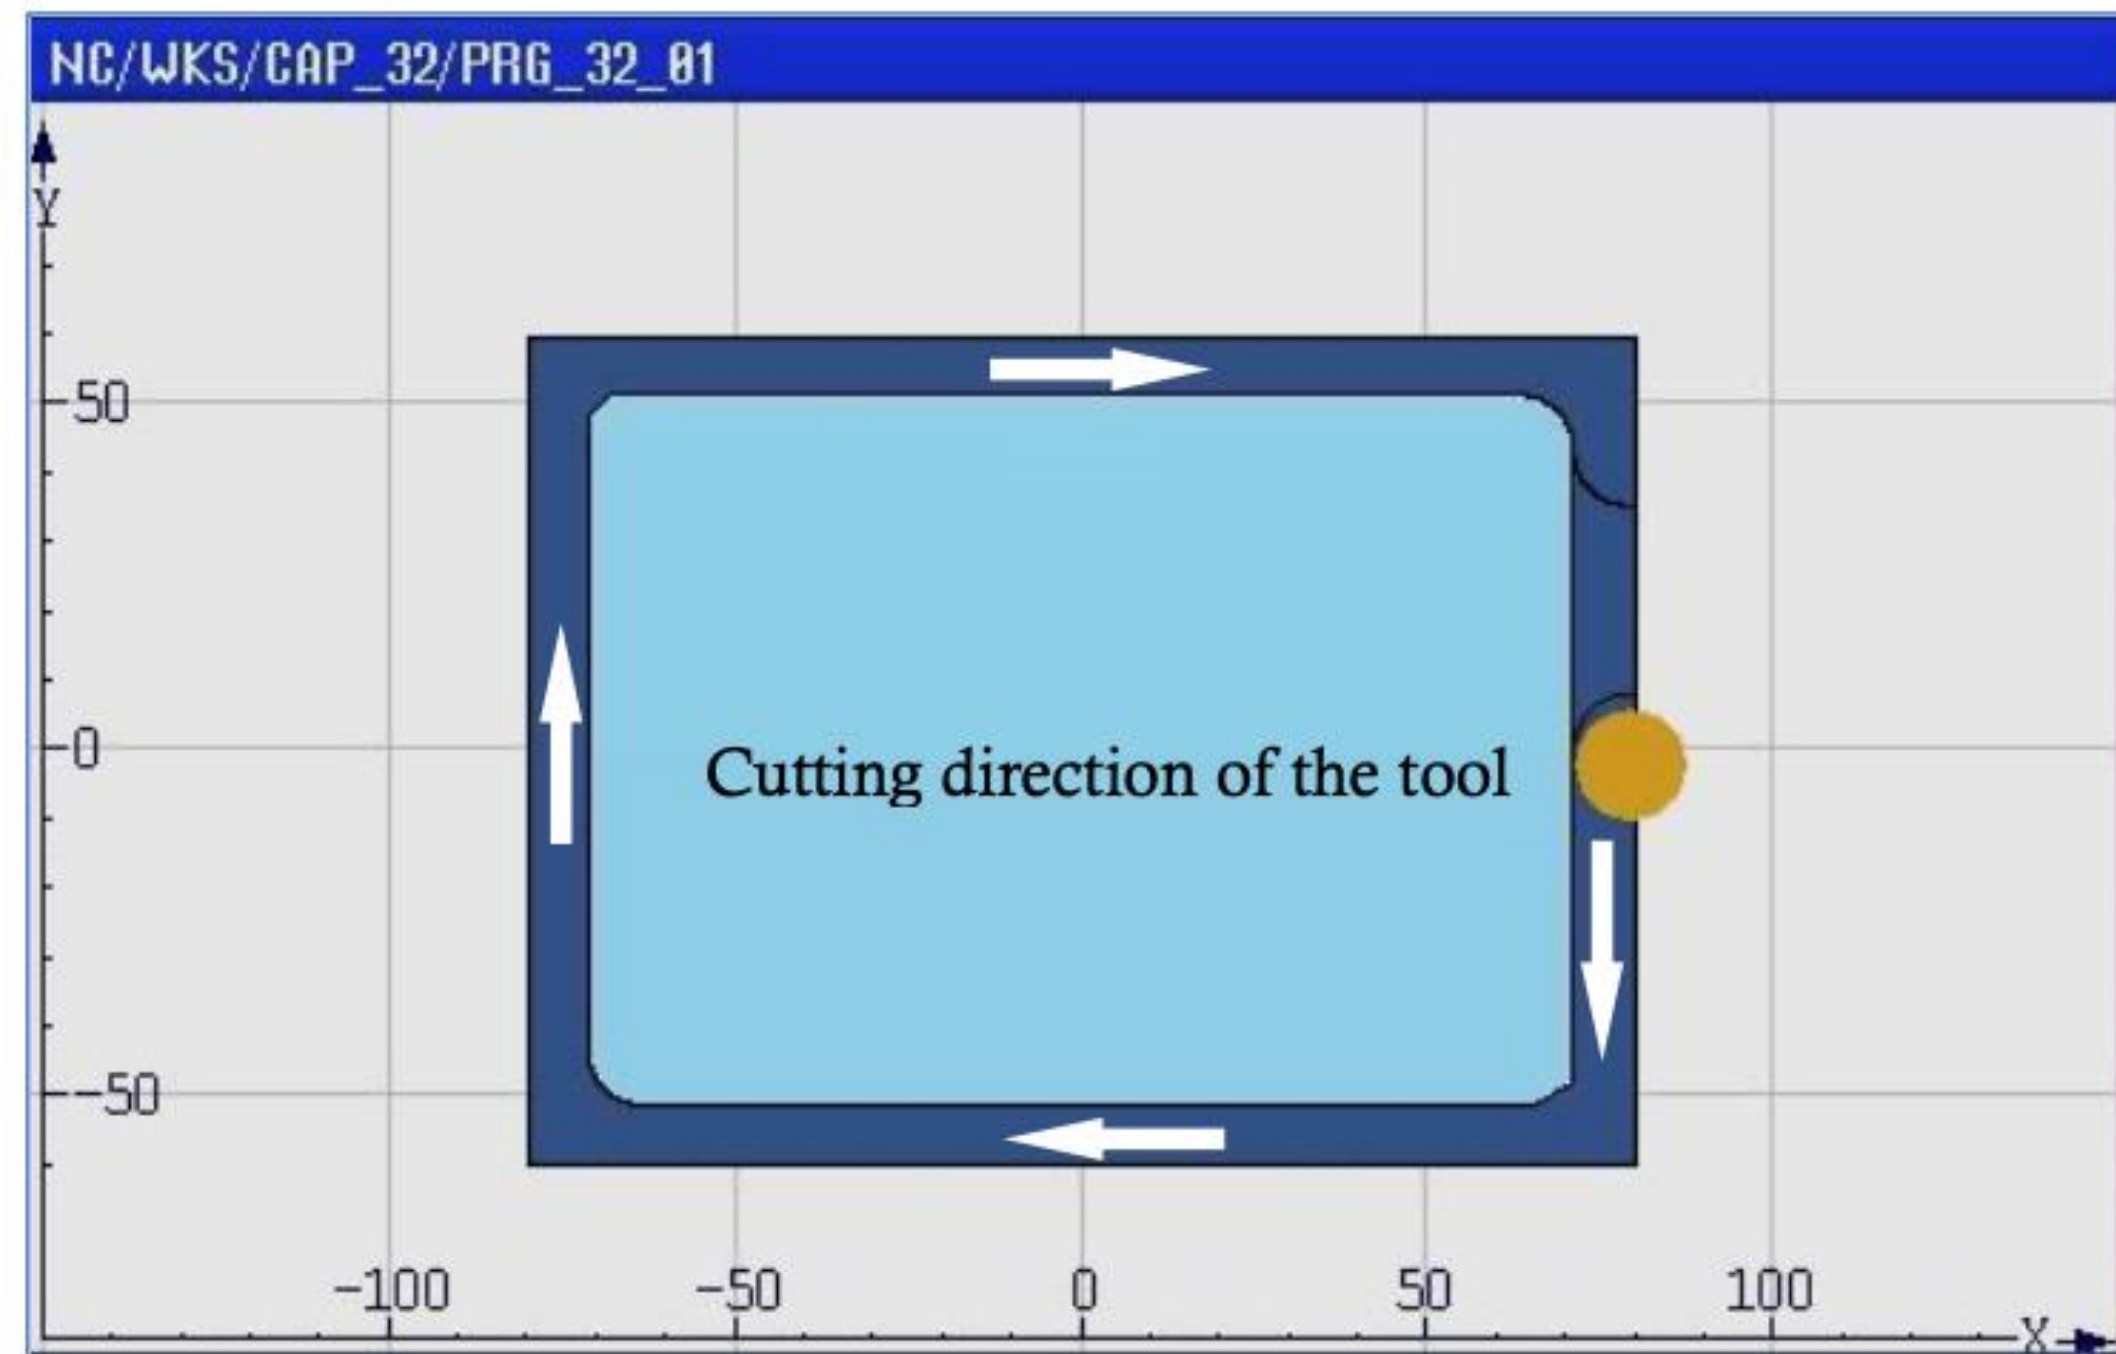 NC/WKS/CAP_32/PRG_32_01
Y
50
0
Cutting direction of the tool
-50
-100 -50 0 50 100
X